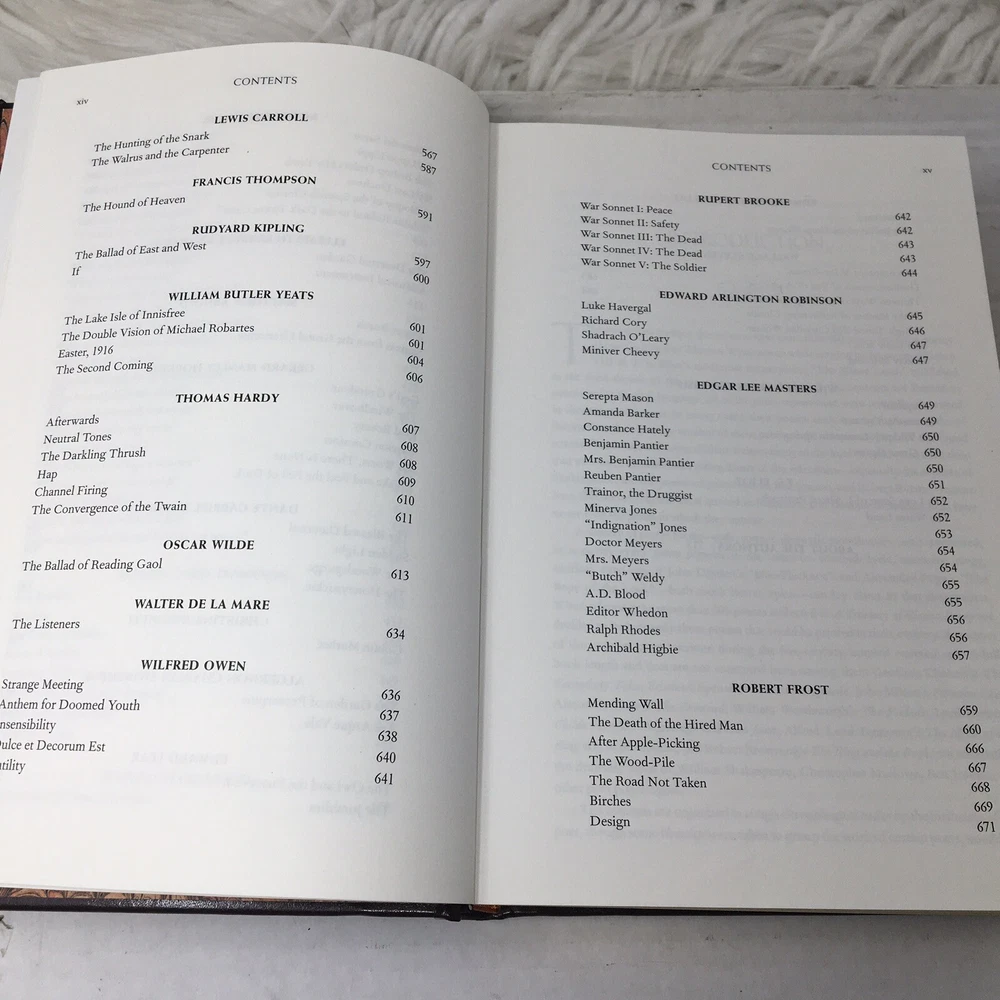 CONTENTS
xiv
LEWIS CARROLL
The Hunting of the Snark 567
The Walrus and the Carpenter 587
FRANCIS THOMPSON
The Hound of Heaven 591
RUDYARD KIPLING
The Ballad of East and West 597
If 600
WILLIAM BUTLER YEATS
The Lake Isle of Innisfree 601
The Double Vision of Michael Robartes 601
Easter, 1916 604
The Second Coming 606
THOMAS HARDY
Afterwards 607
Neutral Tones 608
The Darkling Thrush 608
Hap 609
Channel Firing 610
The Convergence of the Twain 611
OSCAR WILDE
The Ballad of Reading Gaol 613
WALTER DE LA MARE
The Listeners 634
WILFRED OWEN
Strange Meeting 636
Anthem for Doomed Youth 637
nsensibility 638
ulce et Decorum Est 640
tility 641
CONTENTS
xv
RUPERT BROOKE
War Sonnet I: Peace 642
War Sonnet II: Safety 642
War Sonnet III: The Dead 643
War Sonnet IV: The Dead 643
War Sonnet V: The Soldier 644
EDWARD ARLINGTON ROBINSON
Luke Havergal 645
Richard Cory 646
Shadrach O'Leary 647
Miniver Cheevy 647
EDGAR LEE MASTERS
Serepta Mason 649
Amanda Barker 649
Constance Hately 650
Benjamin Pantier 650
Mrs. Benjamin Pantier 650
Reuben Pantier 651
Trainor, the Druggist 652
Minerva Jones 652
"Indignation" Jones 653
Doctor Meyers 654
Mrs. Meyers 654
"Butch" Weldy 655
A.D. Blood 655
Editor Whedon 656
Ralph Rhodes 656
Archibald Higbie 657
ROBERT FROST
Mending Wall 659
The Death of the Hired Man 660
After Apple-Picking 666
The Wood-Pile 667
The Road Not Taken 668
Birches 669
Design 671